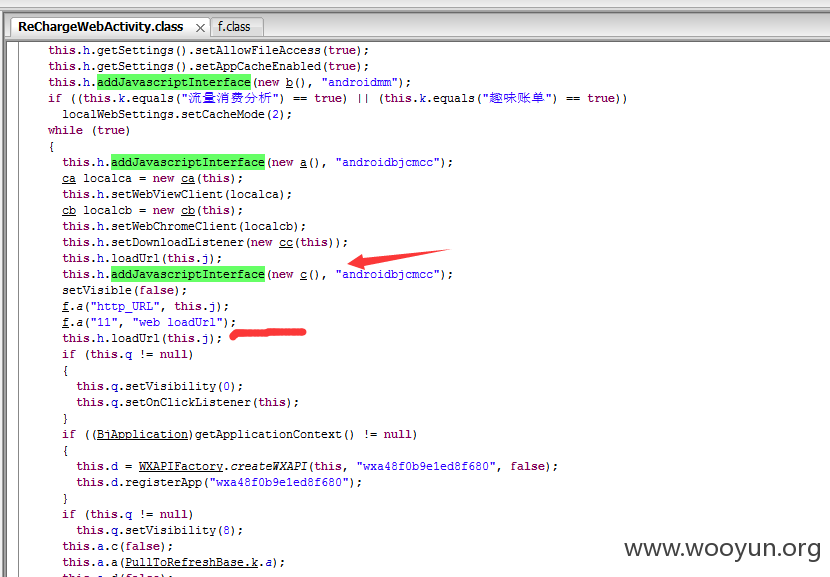 ReChargeWebActivity.class f.class
this.h.getSettings().setAllowFileAccess(true);
this.h.getSettings().setAppCacheEnabled(true);
this.h.addJavascriptInterface(new b(), "androidmm");
if ((this.k.equals("流量消费分析") == true) || (this.k.equals("趣味账单") == true))
localWebSettings.setCacheMode(2);
while (true)
{
this.h.addJavascriptInterface(new a(), "androidbjcmcc");
ca localca = new ca(this);
this.h.setWebViewClient(localca);
cb localcb = new cb(this);
this.h.setWebChromeClient(localcb);
this.h.setDownloadListener(new cc(this));
this.h.loadUrl(this.j);
this.h.addJavascriptInterface(new c(), "androidbjcmcc");
setVisible(false);
f.a("http_URL", this.j);
f.a("11", "web loadUrl");
this.h.loadUrl(this.j);
if (this.q != null)
{
this.q.setVisibility(0);
this.q.setOnClickListener(this);
}
if ((BjApplication)getApplicationContext() != null)
{
this.d = WXAPIFactory.createWXAPI(this, "wxa48f0b9e1ed8f680", false);
this.d.registerApp("wxa48f0b9e1ed8f680");
}
if (this.q != null)
this.q.setVisibility(8);
this.a.c(false);
this.a.a(PullToRefreshBase.k.a);
www.wooyun.org